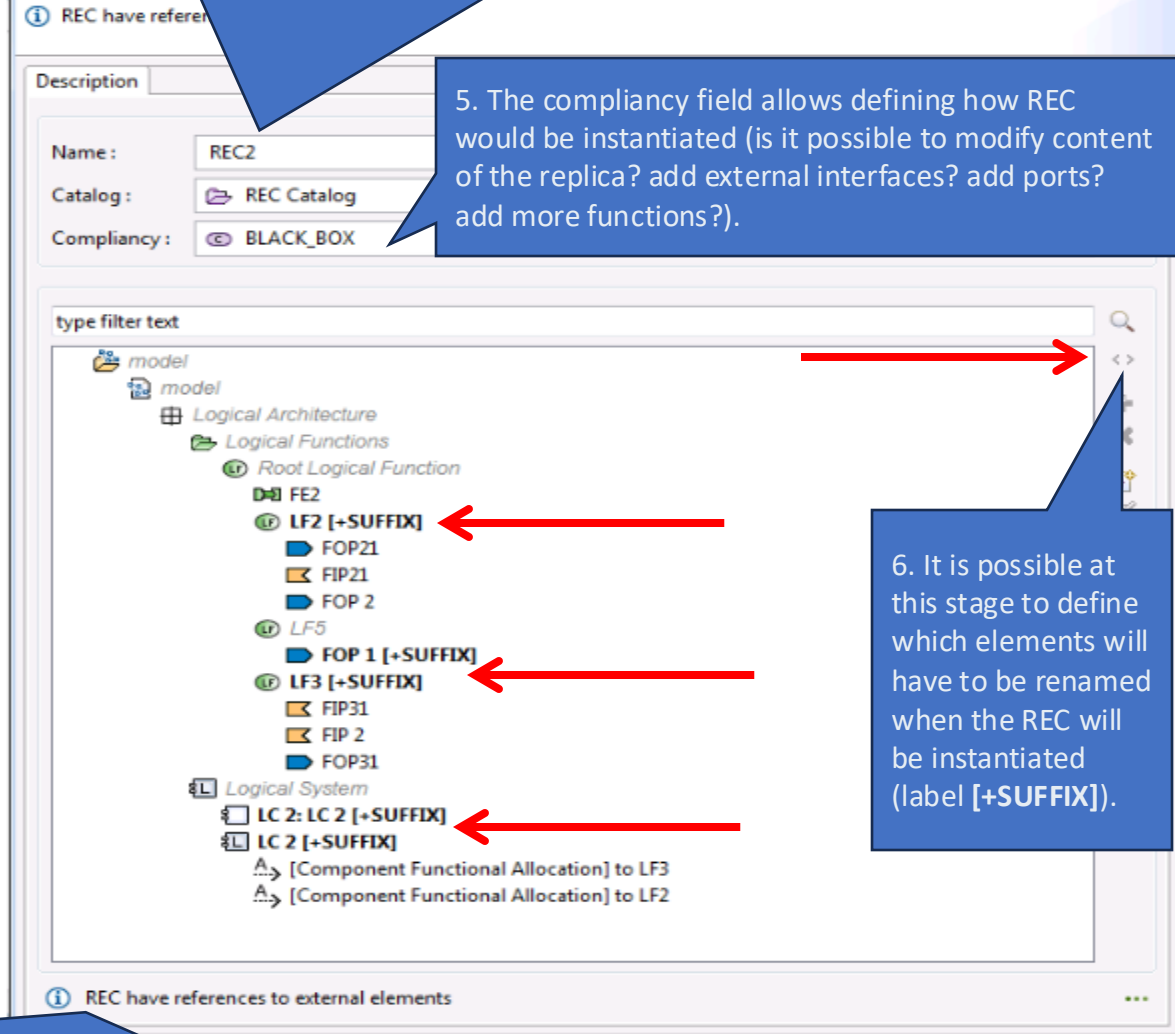 REC have refere
Description
5. The compliancy field allows defining how REC
would be instantiated (is it possible to modify content
of the replica? add external interfaces? add ports?
add more functions?).
Name :
REC2
Catalog :
REC Catalog
Compliancy :
BLACK_BOX
type filter text
model
model
Logical Architecture
Logical Functions
Root Logical Function
FE2
LF2 [+SUFFIX]
FOP21
FIP21
FOP 2
LF5
FOP 1 [+SUFFIX]
LF3 [+SUFFIX]
FIP31
FIP 2
FOP31
Logical System
LC 2: LC 2 [+SUFFIX]
LC 2 [+SUFFIX]
[Component Functional Allocation] to LF3
[Component Functional Allocation] to LF2
6. It is possible at
this stage to define
which elements will
have to be renamed
when the REC will
be instantiated
(label [+SUFFIX]).
REC have references to external elements